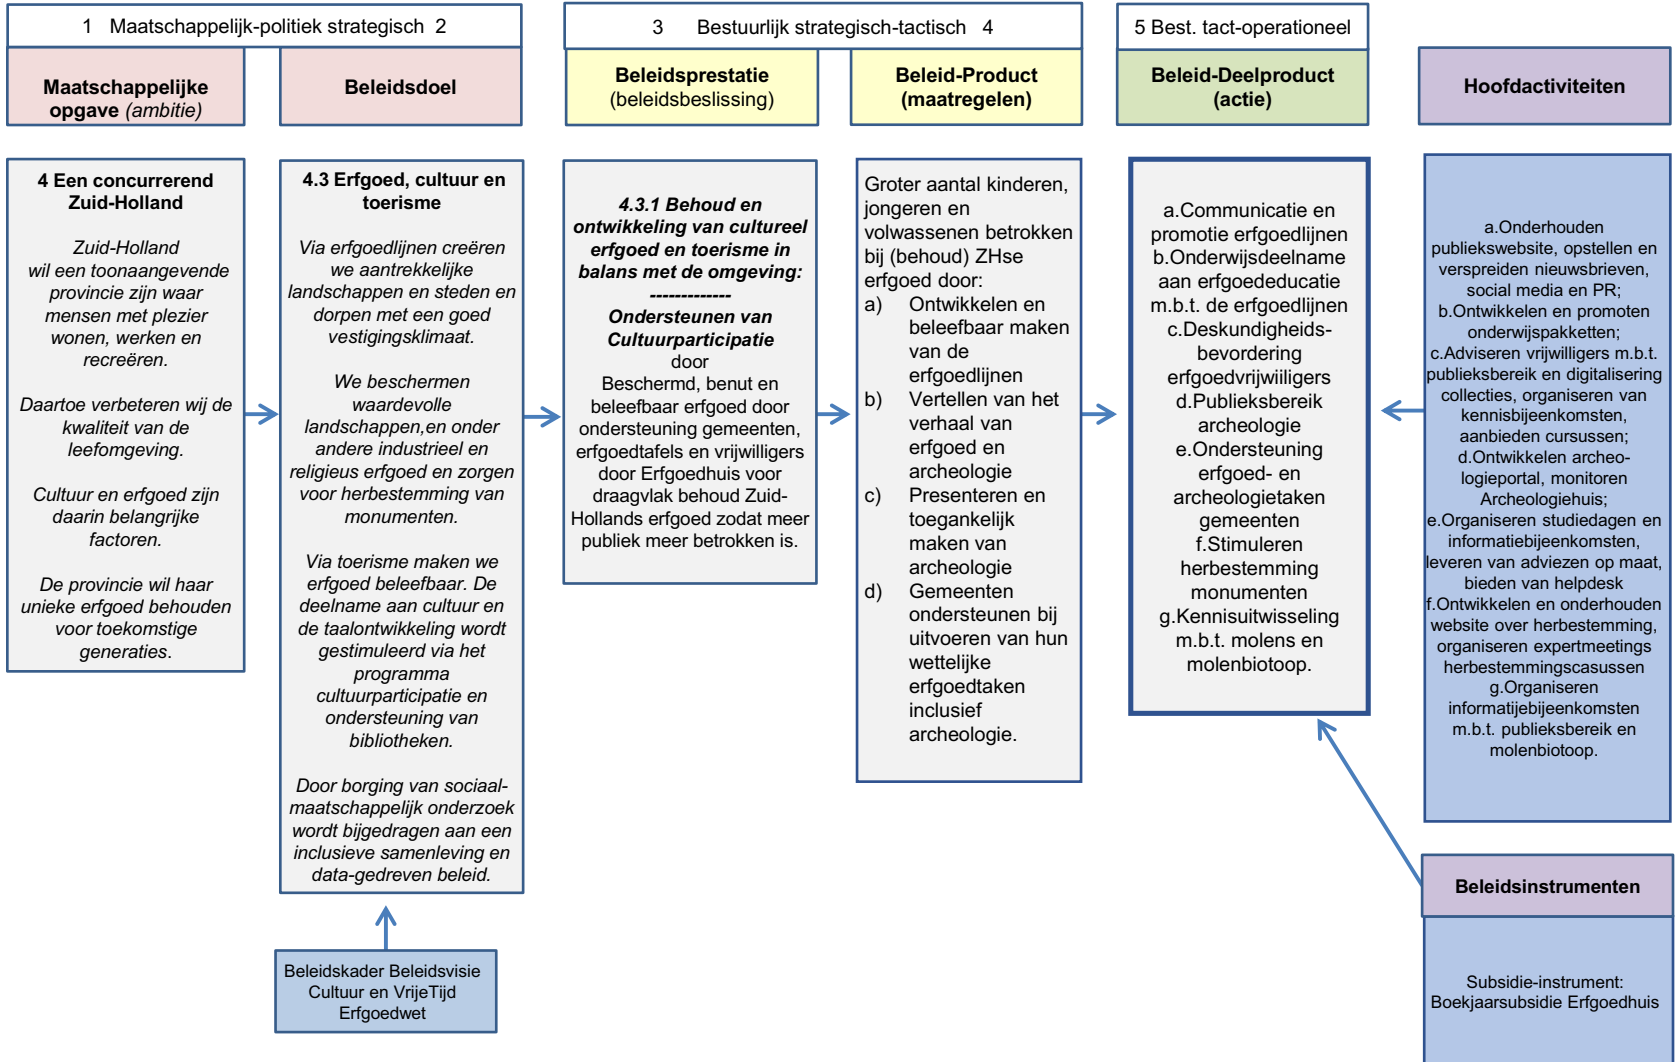 1 Maatschappelijk-politiek strategisch 2
3 Bestuurlijk strategisch-tactisch 4
5 Best. tact-operationeel
Maatschappelijke
opgave (ambitie)
Beleidsdoel
Beleidsprestatie
(beleidsbeslissing)
Beleid-Product
(maatregelen)
Beleid-Deelproduct
(actie)
Hoofdactiviteiten
4 Een concurrerend
Zuid-Holland
Zuid-Holland
wil een toonaangevende
provincie zijn waar
mensen met plezier
wonen, werken en
recreëren.
Daartoe verbeteren wij de
kwaliteit van de
leefomgeving.
Cultuur en erfgoed zijn
daarin belangrijke
factoren.
De provincie wil haar
unieke erfgoed behouden
voor toekomstige
generaties.
4.3 Erfgoed, cultuur en
toerisme
Via erfgoedlijnen creëren
we aantrekkelijke
landschappen en steden en
dorpen met een goed
vestigingsklimaat.
We beschermen
waardevolle
landschappen,en onder
andere industrieel en
religieus erfgoed en zorgen
voor herbestemming van
monumenten.
Via toerisme maken we
erfgoed beleefbaar. De
deelname aan cultuur en
de taalontwikkeling wordt
gestimuleerd via het
programma
cultuurparticipatie en
ondersteuning van
bibliotheken.
Door borging van sociaal-
maatschappelijk onderzoek
wordt bijgedragen aan een
inclusieve samenleving en
data-gedreven beleid.
4.3.1 Behoud en
ontwikkeling van cultureel
erfgoed en toerisme in
balans met de omgeving:
-------------
Ondersteunen van
Cultuurparticipatie
door
Beschermd, benut en
beleefbaar erfgoed door
ondersteuning gemeenten,
erfgoedtafels en vrijwilligers
door Erfgoedhuis voor
draagvlak behoud Zuid-
Hollands erfgoed zodat meer
publiek meer betrokken is.
Groter aantal kinderen,
jongeren en
volwassenen betrokken
bij (behoud) ZHse
erfgoed door:
a) Ontwikkelen en
beleefbaar maken
van de
erfgoedlijnen
b) Vertellen van het
verhaal van
erfgoed en
archeologie
c) Presenteren en
toegankelijk
maken van
archeologie
d) Gemeenten
ondersteunen bij
uitvoeren van hun
wettelijke
erfgoedtaken
inclusief
archeologie.
a.Communicatie en
promotie erfgoedlijnen
b.Onderwijsdeelname
aan erfgoededucatie
m.b.t. de erfgoedlijnen
c.Deskundigheids-
bevordering
erfgoedvrijwiiligers
d.Publieksbereik
archeologie
e.Ondersteuning
erfgoed- en
archeologietaken
gemeenten
f.Stimuleren
herbestemming
monumenten
g.Kennisuitwisseling
m.b.t. molens en
molenbiotoop.
a.Onderhouden
publiekswebsite, opstellen en
verspreiden nieuwsbrieven,
social media en PR;
b.Ontwikkelen en promoten
onderwijspakketten;
c.Adviseren vrijwilligers m.b.t.
publieksbereik en digitalisering
collecties, organiseren van
kennisbijeenkomsten,
aanbieden cursussen;
d.Ontwikkelen archeo-
logieportal, monitoren
Archeologiehuis;
e.Organiseren studiedagen en
informatiebijeenkomsten,
leveren van adviezen op maat,
bieden van helpdesk
f.Ontwikkelen en onderhouden
website over herbestemming,
organiseren expertmeetings
herbestemmingscasussen
g.Organiseren
informatijebijeenkomsten
m.b.t. publieksbereik en
molenbiotoop.
Beleidskader Beleidsvisie
Cultuur en VrijeTijd
Erfgoedwet
Beleidsinstrumenten
Subsidie-instrument:
Boekjaarsubsidie Erfgoedhuis